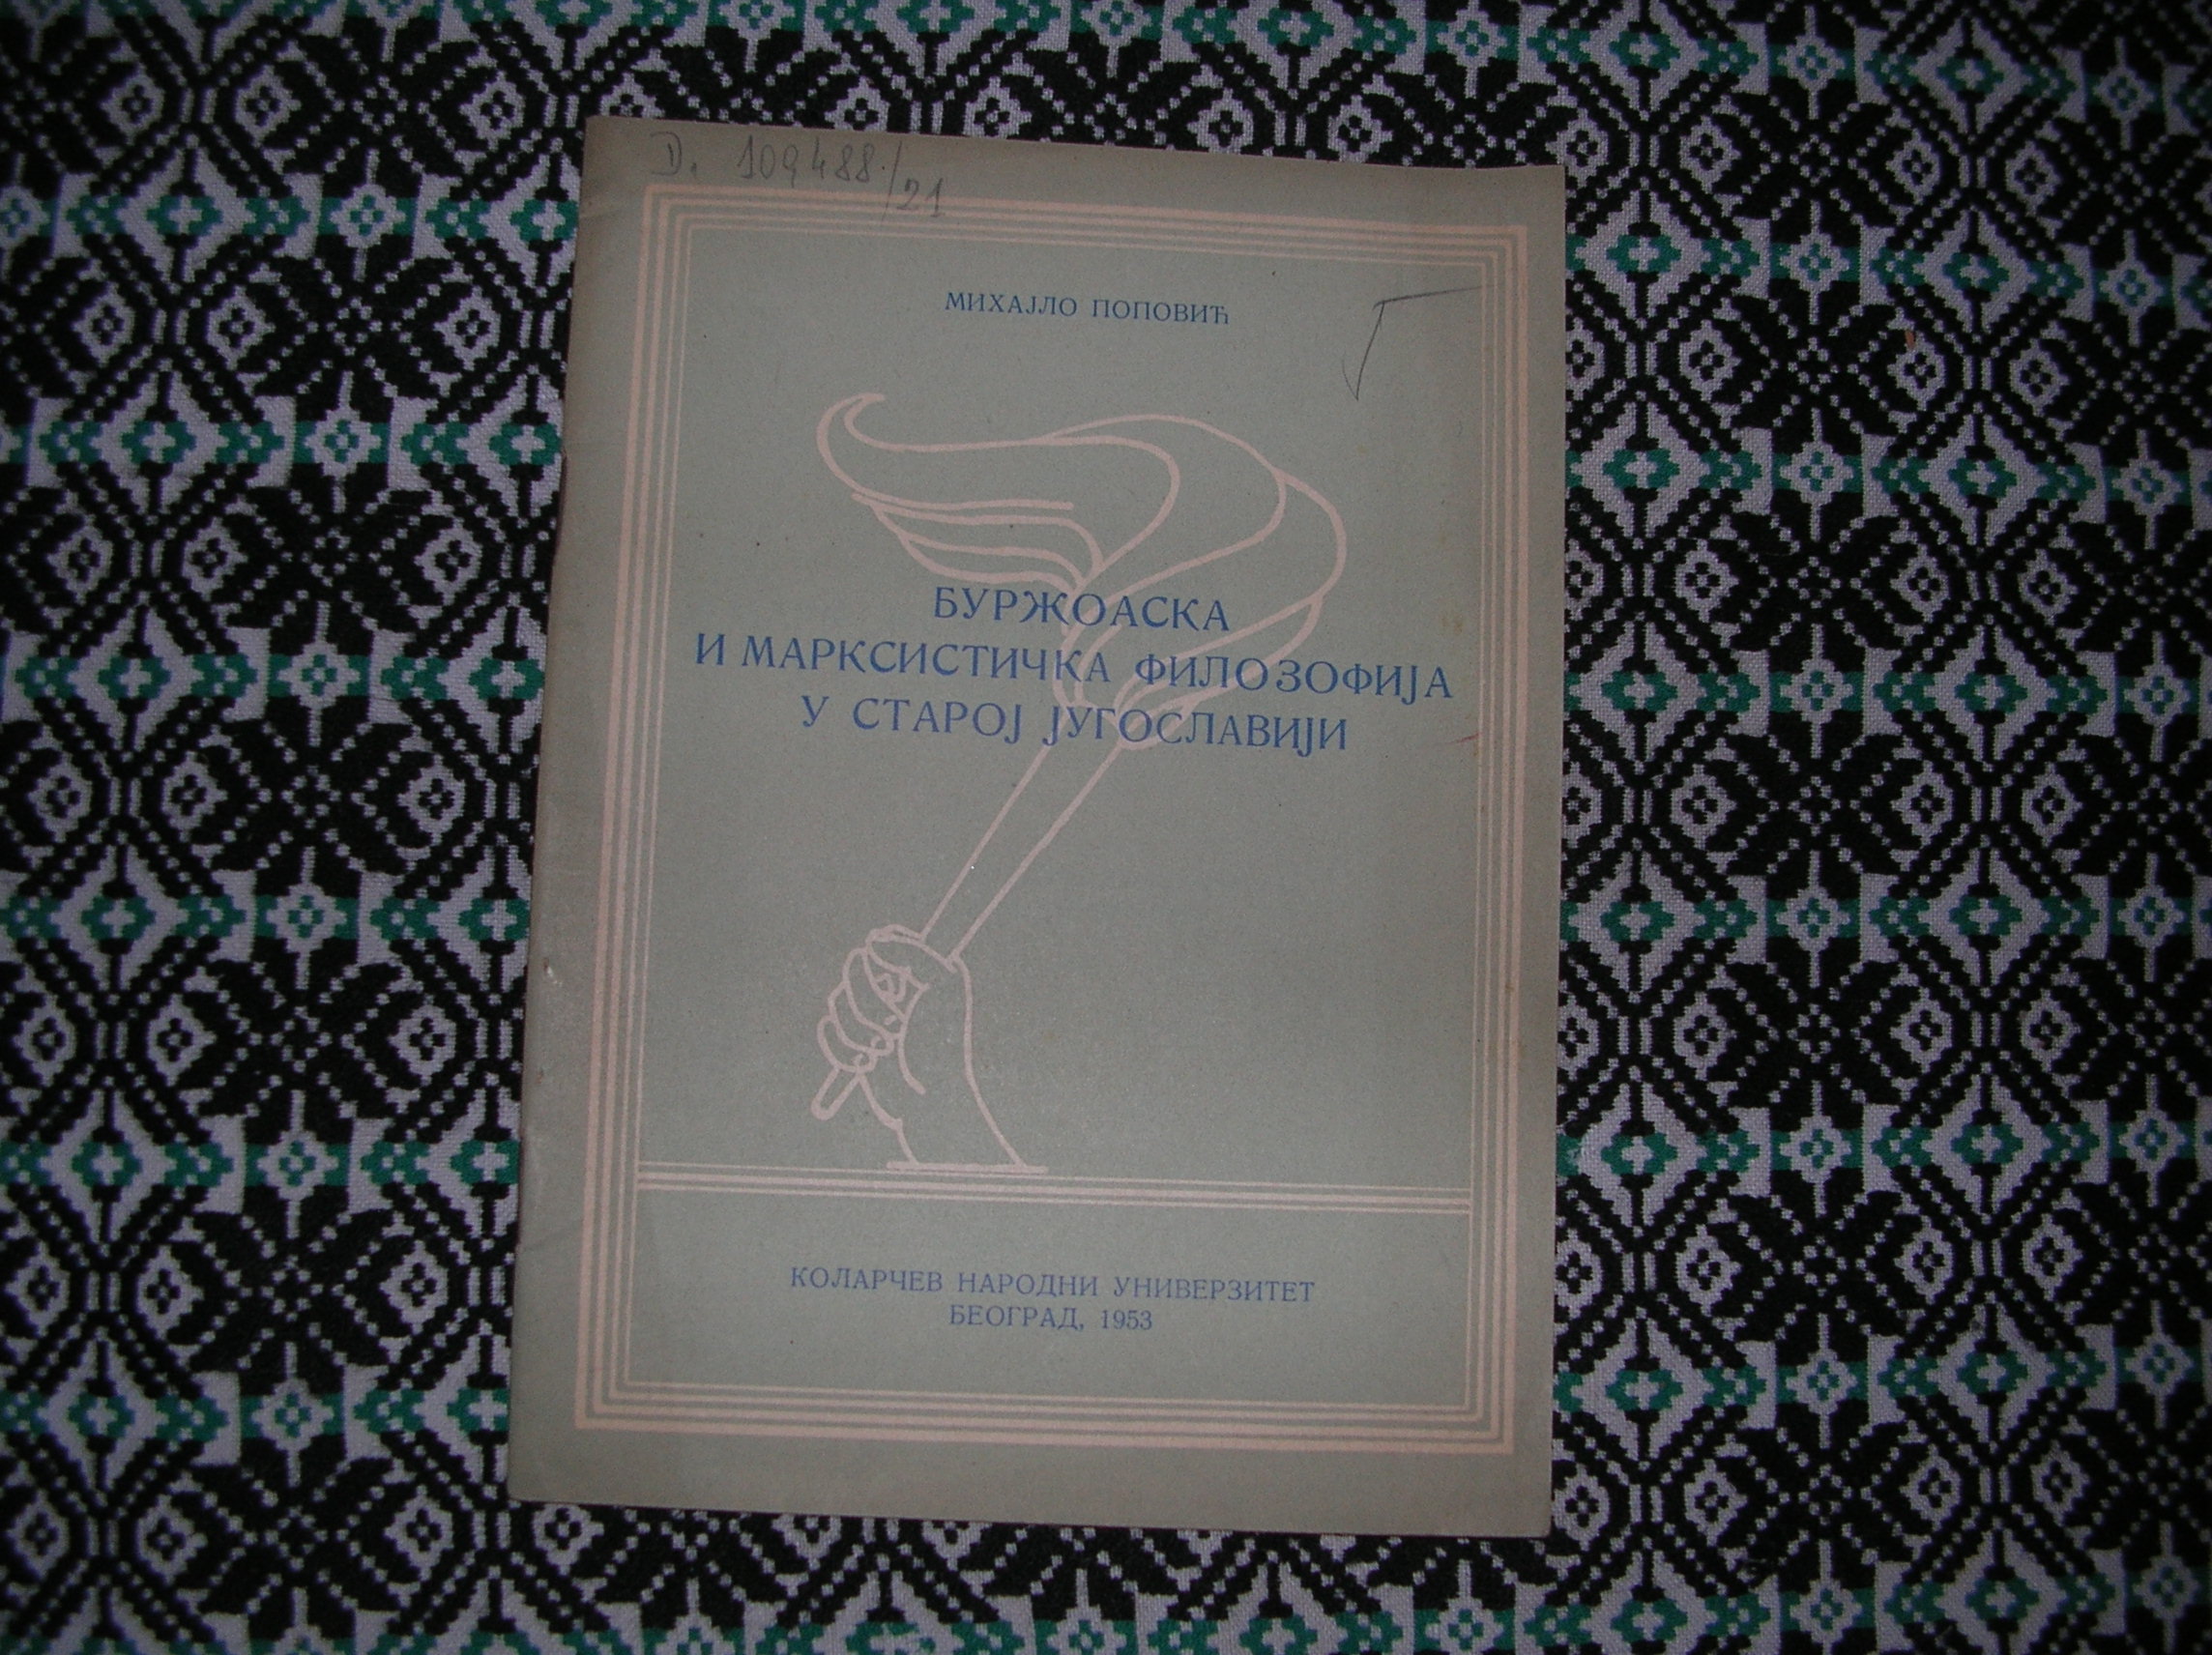 D. 109488./21
МИХАЈЛО ПОПОВИЋ
БУРЖОАСКА
И МАРКСИСТИЧКА ФИЛОЗОФИЈА
У СТАРОЈ ЈУГОСЛАВИЈИ
КОЛАРЧЕВ НАРОДНИ УНИВЕРЗИТЕТ
БЕОГРАД, 1953